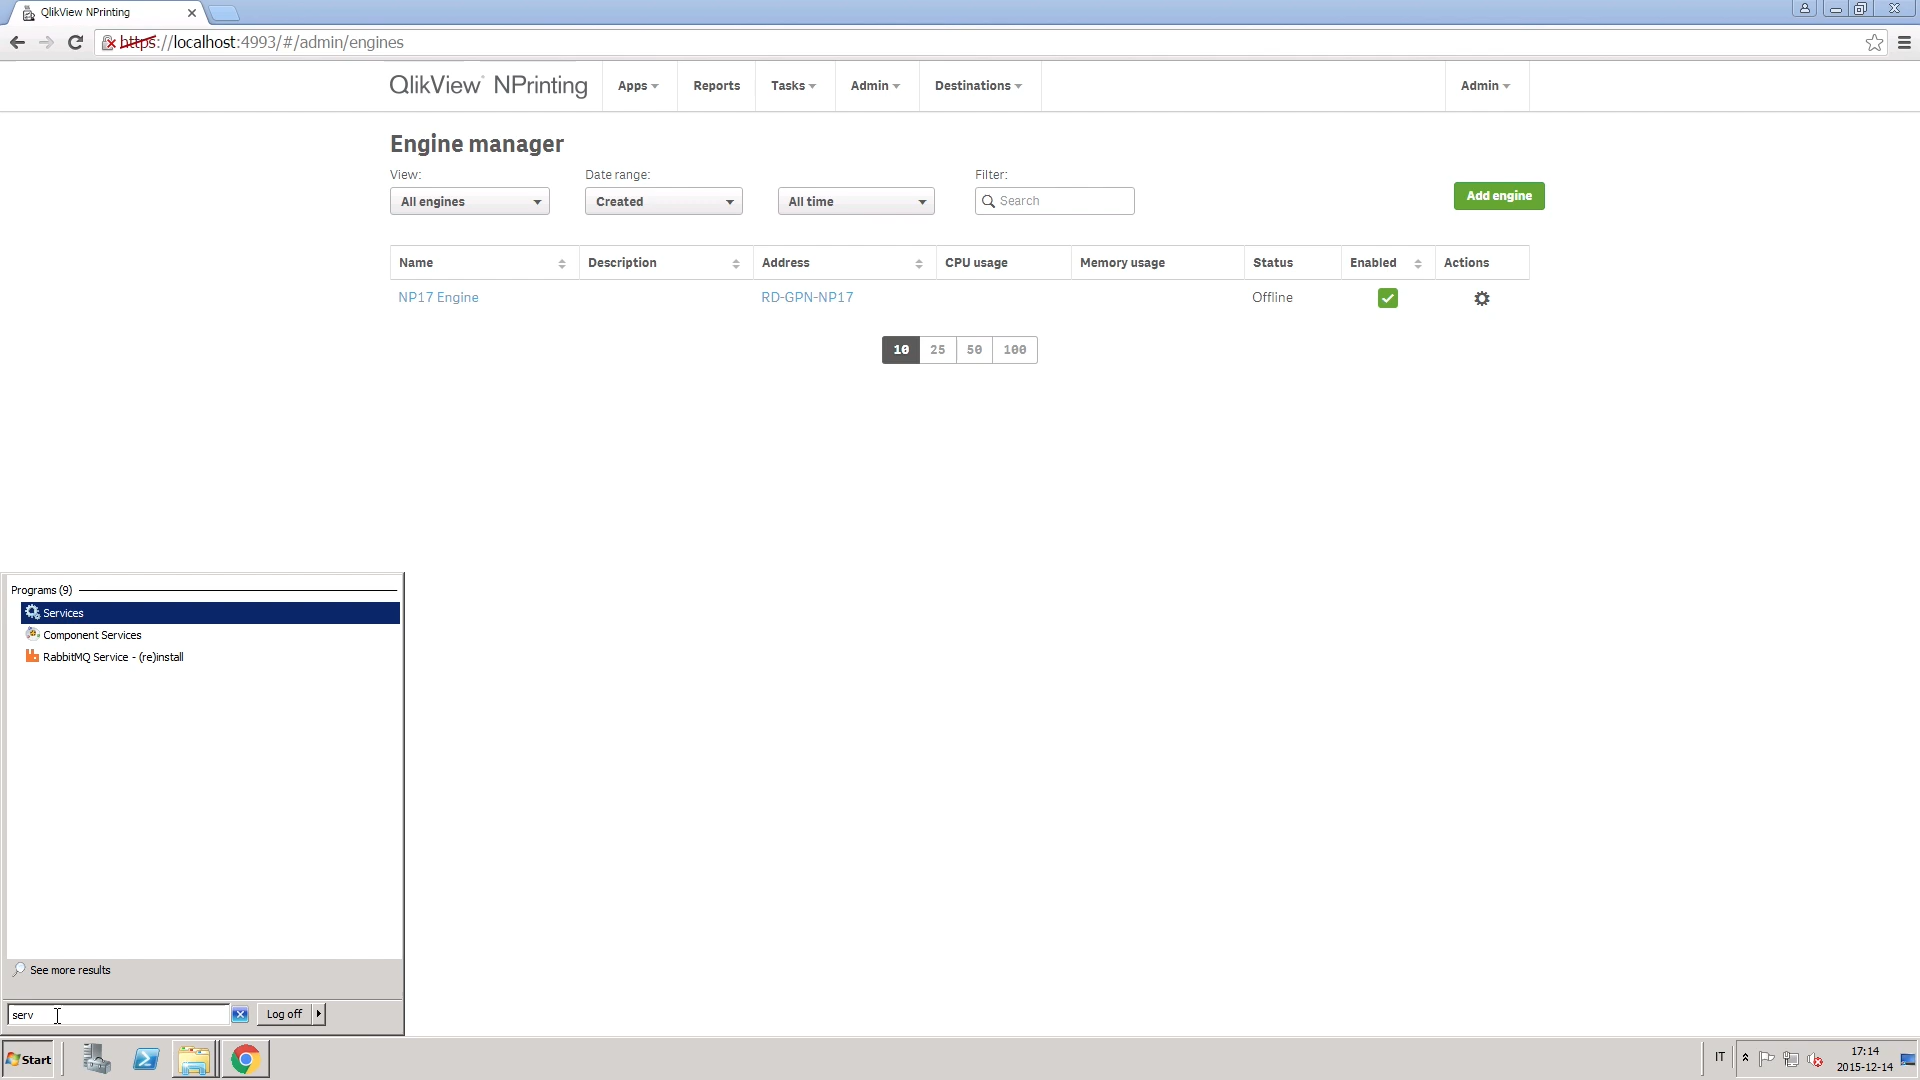 QlikView NPrinting
https://localhost:4993/#/admin/engines
QlikView® NPrinting
Apps
Reports
Tasks
Admin
Destinations
Admin
Engine manager
View:
Date range:
Filter:
All engines
Created
All time
Search
Add engine
Name
Description
Address
CPU usage
Memory usage
Status
Enabled
Actions
NP17 Engine
RD-GPN-NP17
Offline
10
25
50
100
Programs (9)
Services
Component Services
RabbitMQ Service - (re)install
See more results
serv
Log off
Start
IT
17:14
2015-12-14